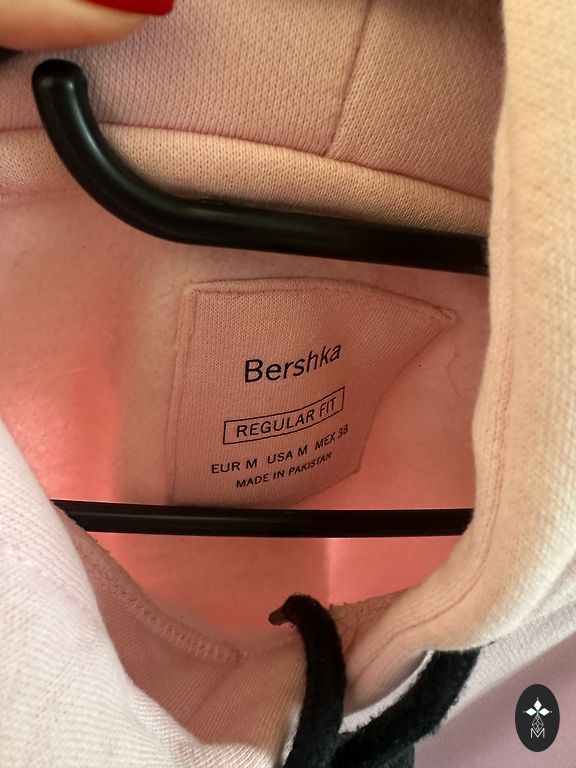 Bershka
REGULAR FIT
EUR M USA M MEX 38
MADE IN PAKISTAN
M